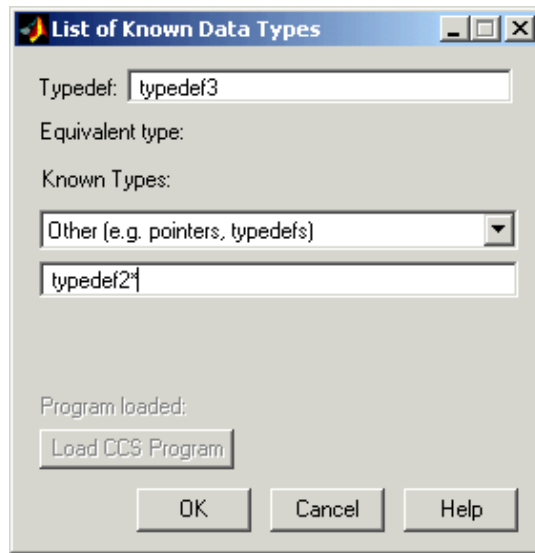 List of Known Data Types
Typedef: typedef3
Equivalent type:
Known Types:
Other (e.g. pointers, typedefs)
typedef2*
Program loaded:
Load CCS Program
OK Cancel Help